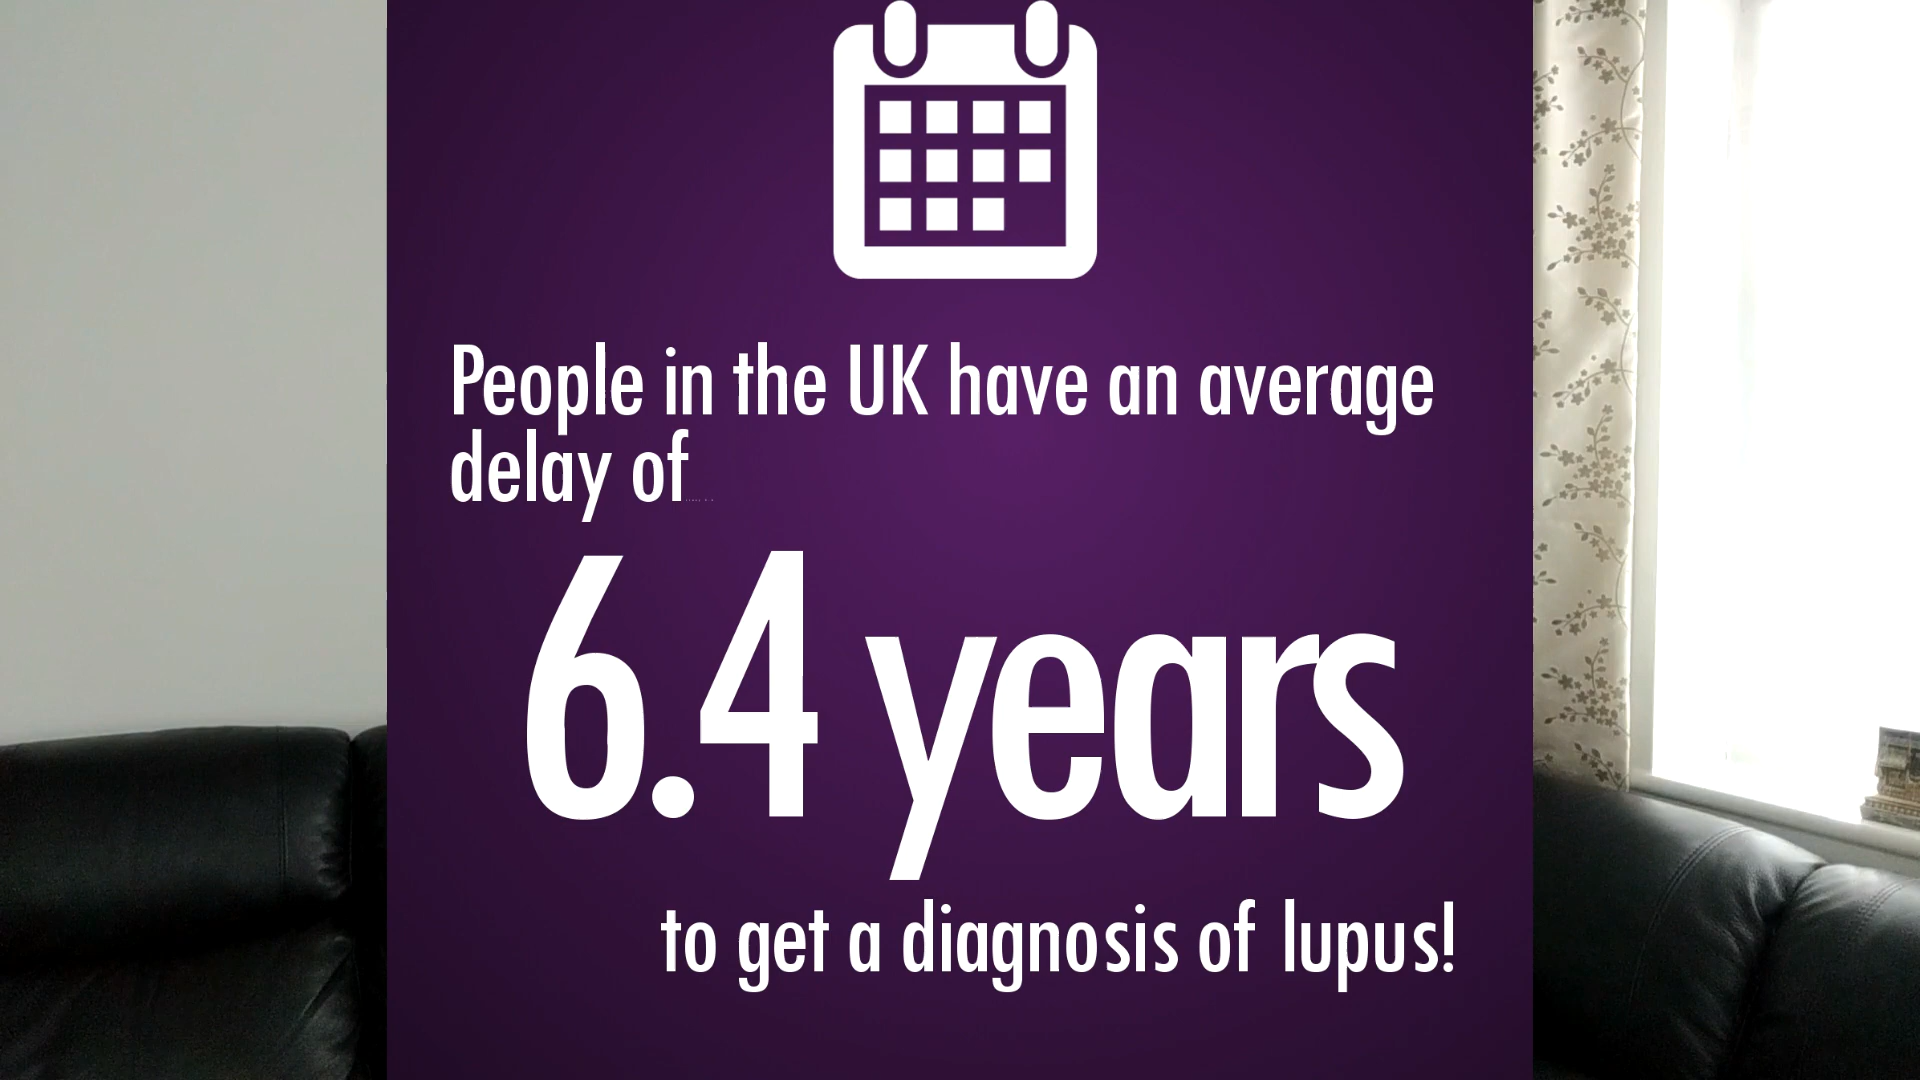 People in the UK have an average
delay of
6.4 years
to get a diagnosis of lupus!